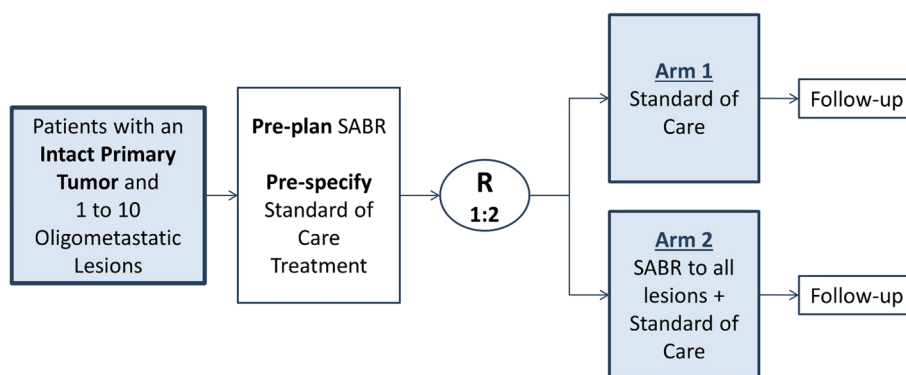 Patients with an
Intact Primary
Tumor and
1 to 10
Oligometastatic
Lesions
Pre-plan SABR
Pre-specify
Standard of
Care
Treatment
R
1:2
Arm 1
Standard of
Care
Follow-up
Arm 2
SABR to all
lesions +
Standard of
Care
Follow-up